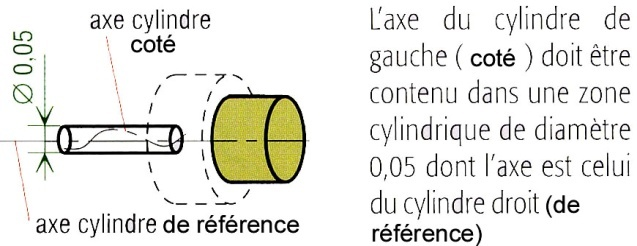 axe cylindre
coté
Ø 0,05
axe cylindre de référence
L'axe du cylindre de
gauche ( coté ) doit être
contenu dans une zone
cylindrique de diamètre
0,05 dont l'axe est celui
du cylindre droit (de
référence)